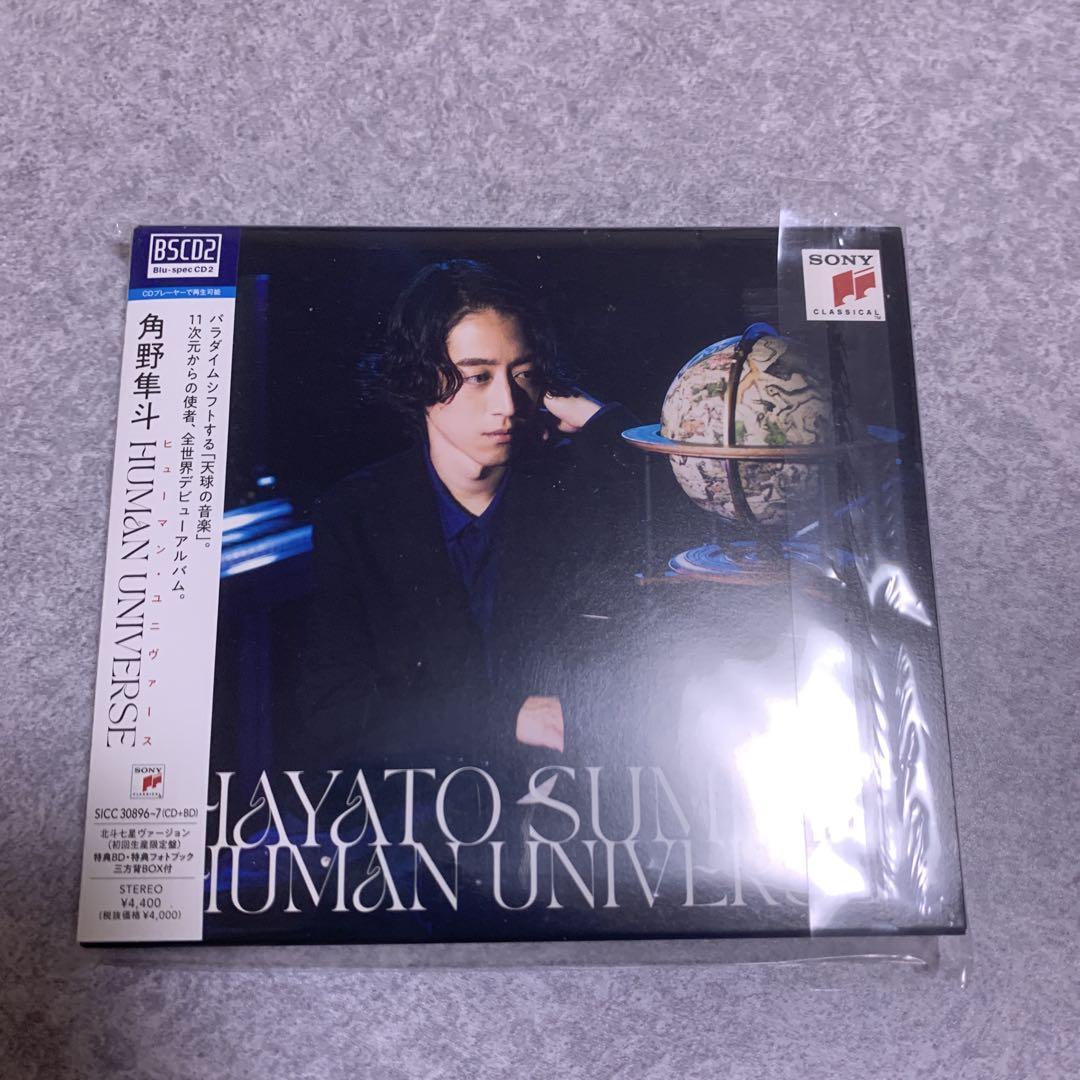 BSCD2
Blu-spec CD2
CDプレーヤーで再生可能
角野隼斗 HUMAN UNIVERSE
ヒューマン・ユニヴァース
パラダイムシフトする「天球の音楽」。
11次元からの使者、全世界デビューアルバム。
SONY
CLASSICAL
SICC 30896~7(CD+BD)
北斗七星ヴァージョン
(初回生産限定盤)
特典BD・特典フォトブック
三方背BOX付
STEREO
¥4,400
(税抜価格 ¥4,000)
SONY
CLASSICAL
TM
HAYATO SUM
HUMAN UNIVERS